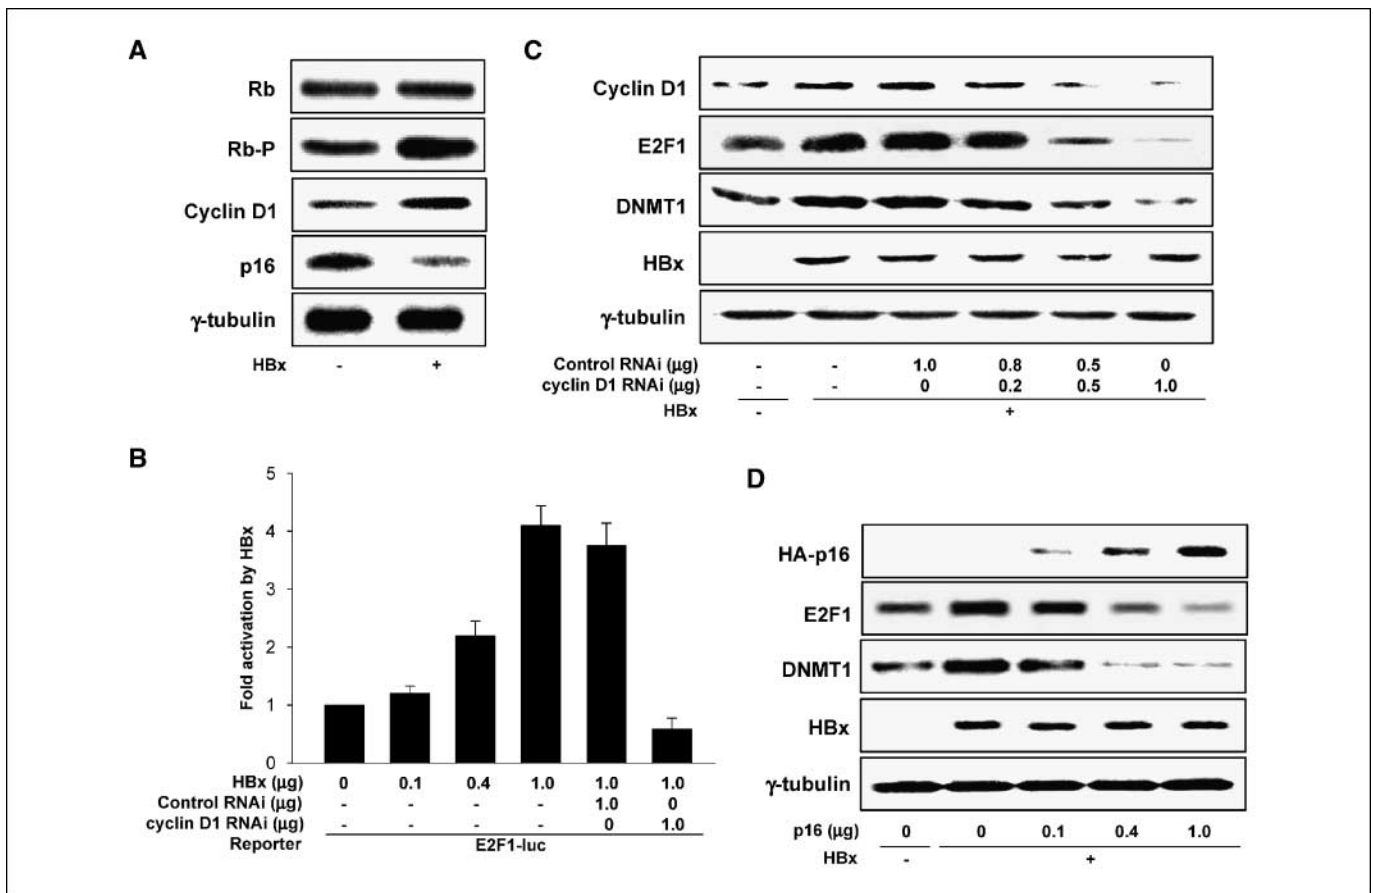 A
Rb
Rb-P
Cyclin D1
p16
γ-tubulin
HBx - +
C
Cyclin D1
E2F1
DNMT1
HBx
γ-tubulin
Control RNAi (μg) - - 1.0 0.8 0.5 0
cyclin D1 RNAi (μg) - - 0 0.2 0.5 1.0
HBx - +
B
Fold activation by HBx
5
4
3
2
1
0
HBx (μg) 0 0.1 0.4 1.0 1.0 1.0
Control RNAi (μg) - - - - 1.0 0
cyclin D1 RNAi (μg) - - - - 0 1.0
Reporter E2F1-luc
D
HA-p16
E2F1
DNMT1
HBx
γ-tubulin
p16 (μg) 0 0 0.1 0.4 1.0
HBx - +